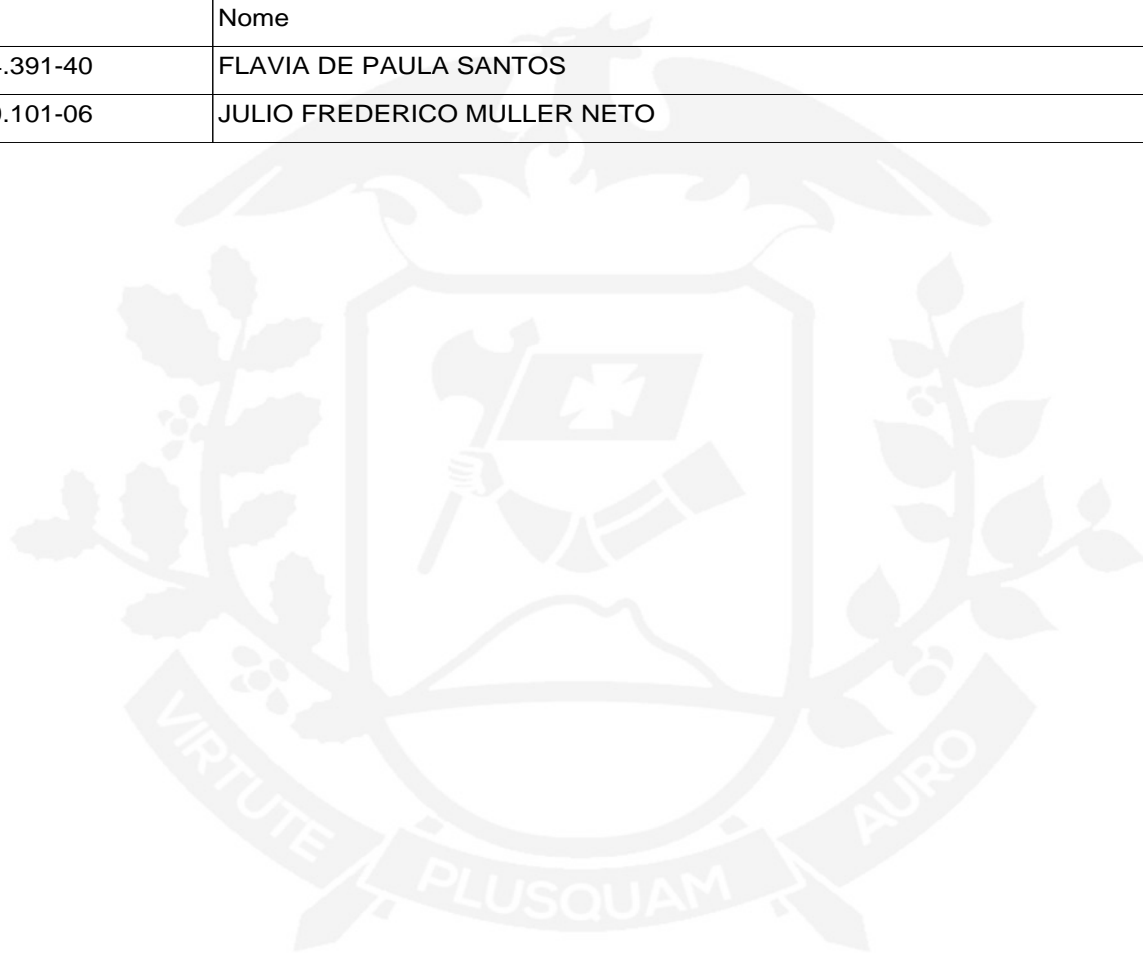 Nome
.391-40 FLAVIA DE PAULA SANTOS
.101-06 JULIO FREDERICO MULLER NETO
VIRTUTE PLUSQUAM AURO